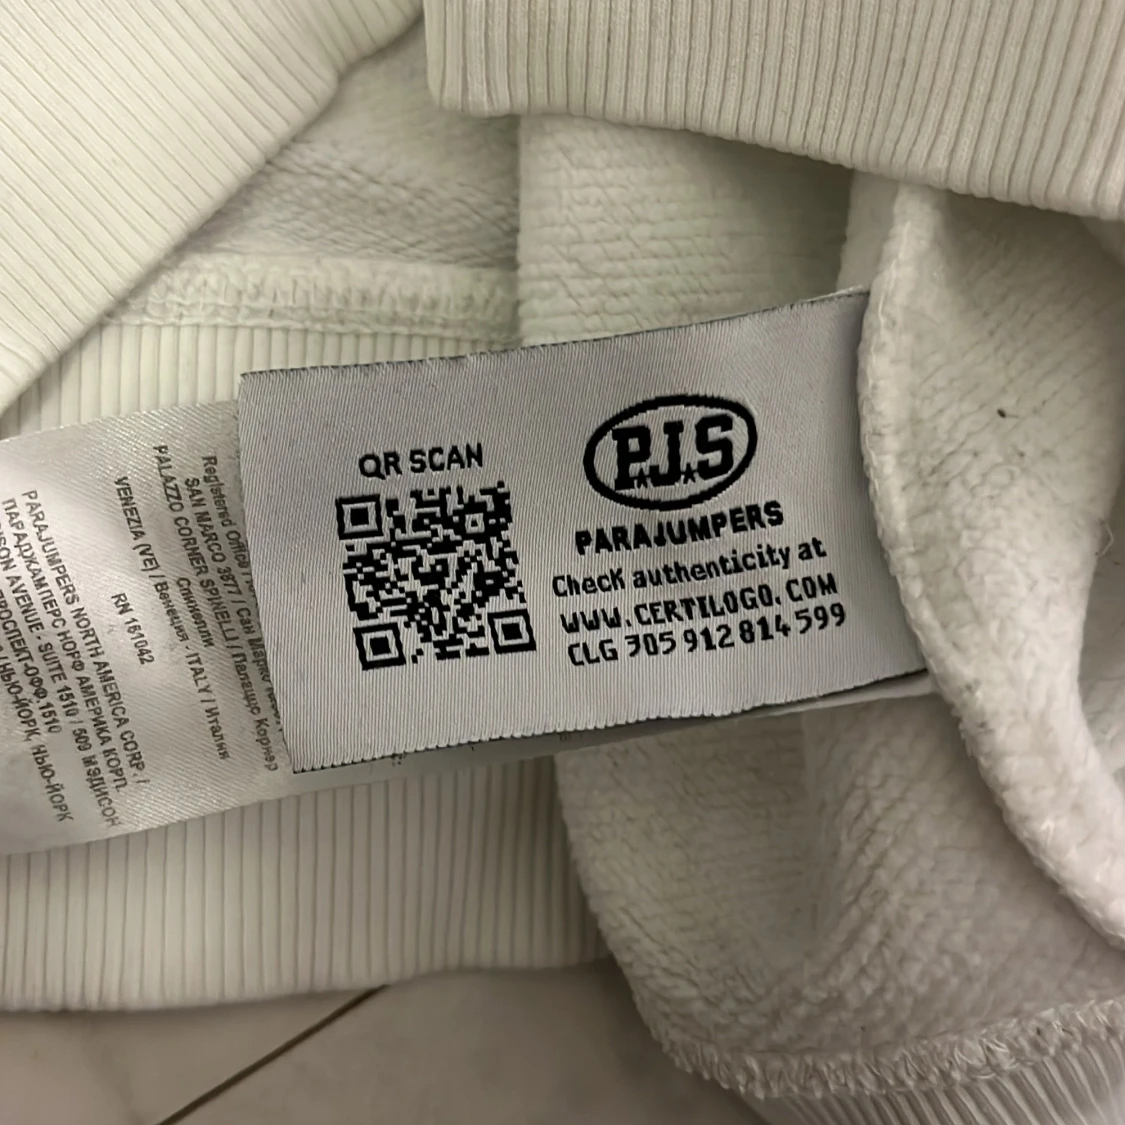 QR SCAN
P.J.S
PARAJUMPERS
Check authenticity at
WWW.CERTILOGO.COM
CLG 305 912 814 599
Registered Office /
SAN MARCO 3877 / Сан Марко
PALAZZO CORNER SPINELLI / Палаццо Корнер
Спинелли
VENEZIA (VE) / Венеция - ITALY / Италия
RN 161042
PARAJUMPERS NORTH AMERICA CORP. /
ПАРАДЖАМПЕРС НОРФ АМЕРИКА КОРП.
AVENUE - SUITE 1510 / 509 МЭДИСОН
ПРОСПЕКТ-ОФФ.1510
НЬЮ-ЙОРК, НЬЮ-ЙОРК